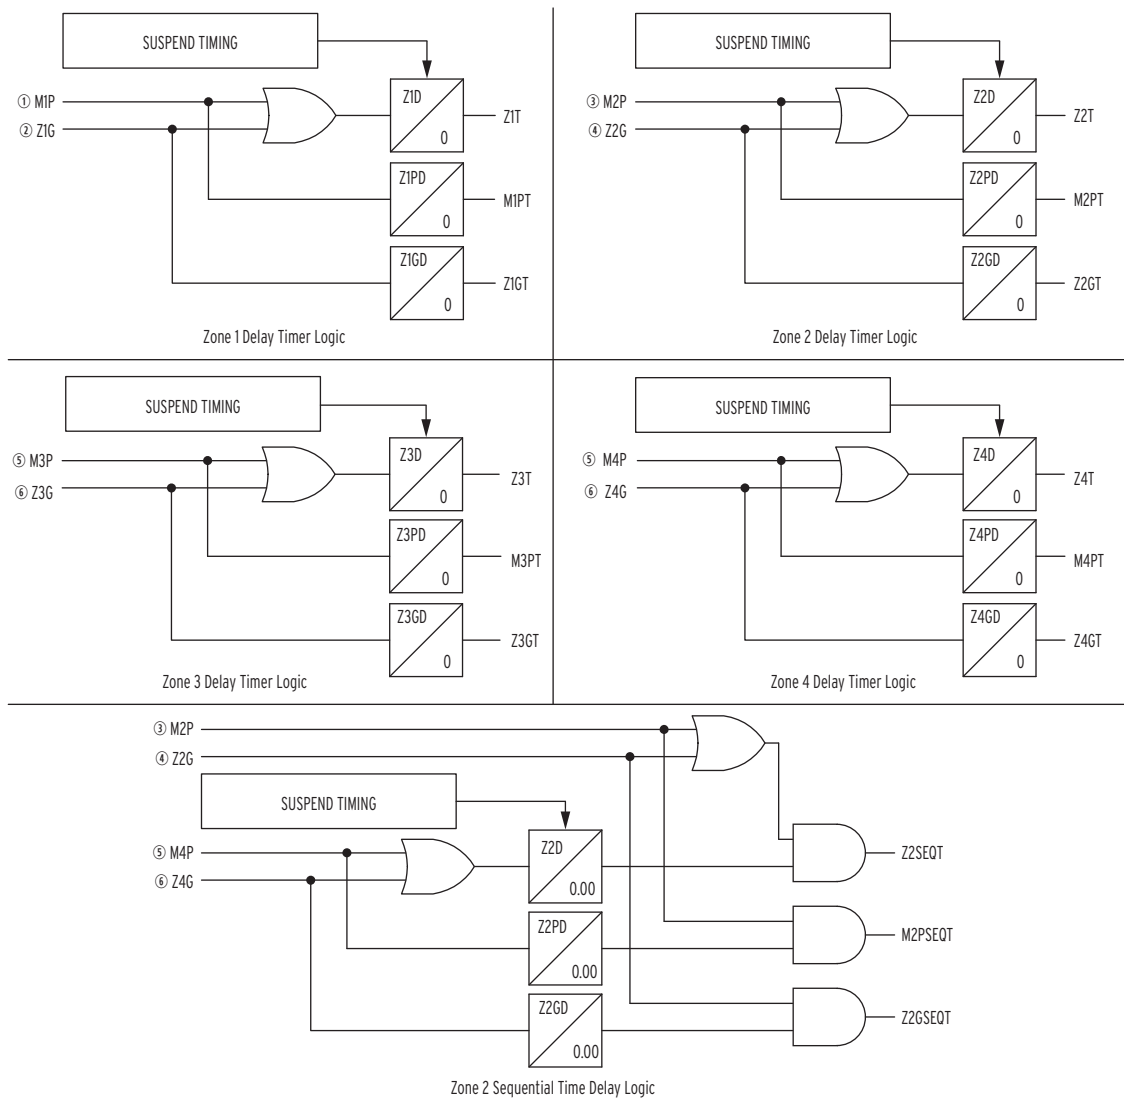 SUSPEND TIMING
① M1P
② Z1G
Z1D
0
Z1T
Z1PD
0
M1PT
Z1GD
0
Z1GT
Zone 1 Delay Timer Logic
SUSPEND TIMING
③ M2P
④ Z2G
Z2D
0
Z2T
Z2PD
0
M2PT
Z2GD
0
Z2GT
Zone 2 Delay Timer Logic
SUSPEND TIMING
⑤ M3P
⑥ Z3G
Z3D
0
Z3T
Z3PD
0
M3PT
Z3GD
0
Z3GT
Zone 3 Delay Timer Logic
SUSPEND TIMING
⑤ M4P
⑥ Z4G
Z4D
0
Z4T
Z4PD
0
M4PT
Z4GD
0
Z4GT
Zone 4 Delay Timer Logic
③ M2P
④ Z2G
SUSPEND TIMING
⑤ M4P
⑥ Z4G
Z2D
0.00
Z2SEQT
Z2PD
0.00
M2PSEQT
Z2GD
0.00
Z2GSEQT
Zone 2 Sequential Time Delay Logic